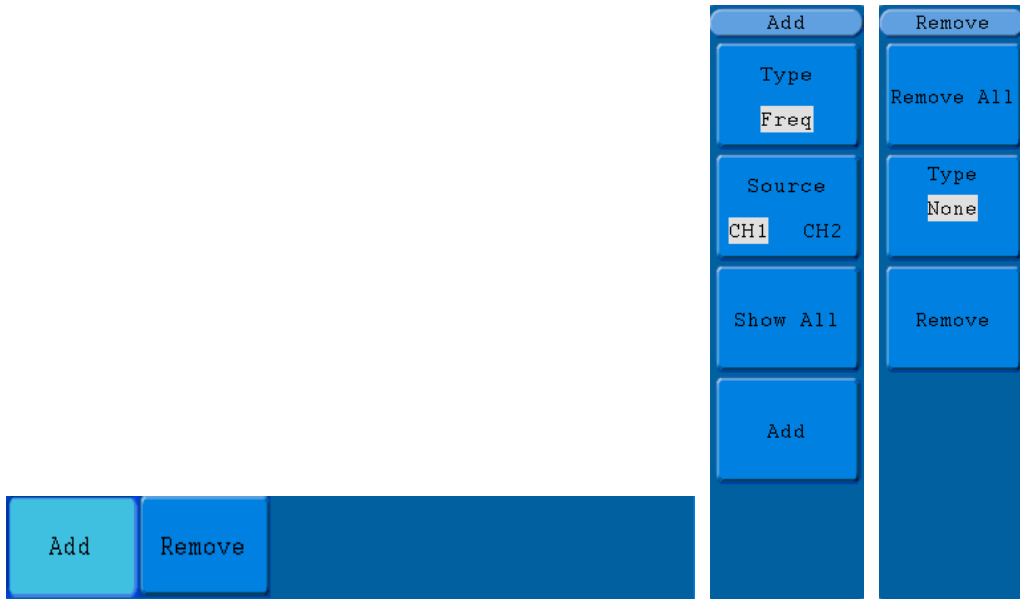 Add
Type
Freq
Source
CH1 CH2
Show All
Add
Remove
Remove All
Type
None
Remove
Add Remove